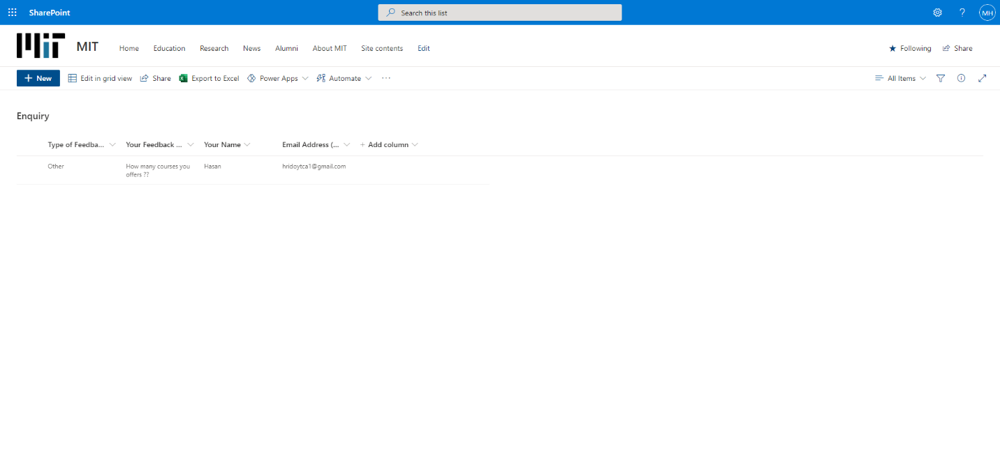 SharePoint
Search this list
?
MH
MIT
MIT
Home Education Research News Alumni About MIT Site contents Edit
Following Share
+ New Edit in grid view Share Export to Excel Power Apps Automate ···
All Items
Enquiry
Type of Feedba... Your Feedback ... Your Name Email Address (... + Add column
Other How many courses you Hasan hridoytca1@gmail.com
offers ??